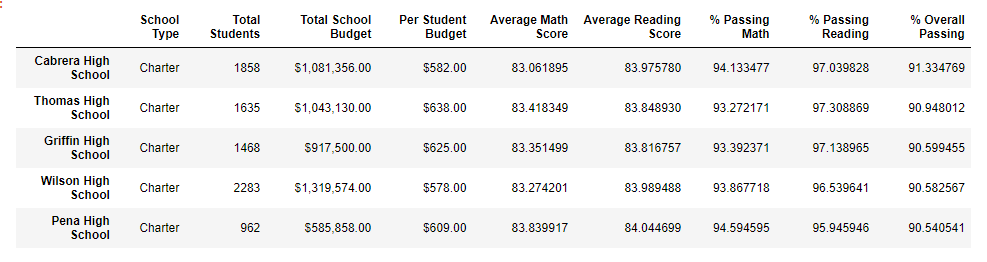 School Type Total Students Total School Budget Per Student Budget Average Math Score Average Reading Score % Passing Math % Passing Reading % Overall Passing
Cabrera High School Charter 1858 $1,081,356.00 $582.00 83.061895 83.975780 94.133477 97.039828 91.334769
Thomas High School Charter 1635 $1,043,130.00 $638.00 83.418349 83.848930 93.272171 97.308869 90.948012
Griffin High School Charter 1468 $917,500.00 $625.00 83.351499 83.816757 93.392371 97.138965 90.599455
Wilson High School Charter 2283 $1,319,574.00 $578.00 83.274201 83.989488 93.867718 96.539641 90.582567
Pena High School Charter 962 $585,858.00 $609.00 83.839917 84.044699 94.594595 95.945946 90.540541